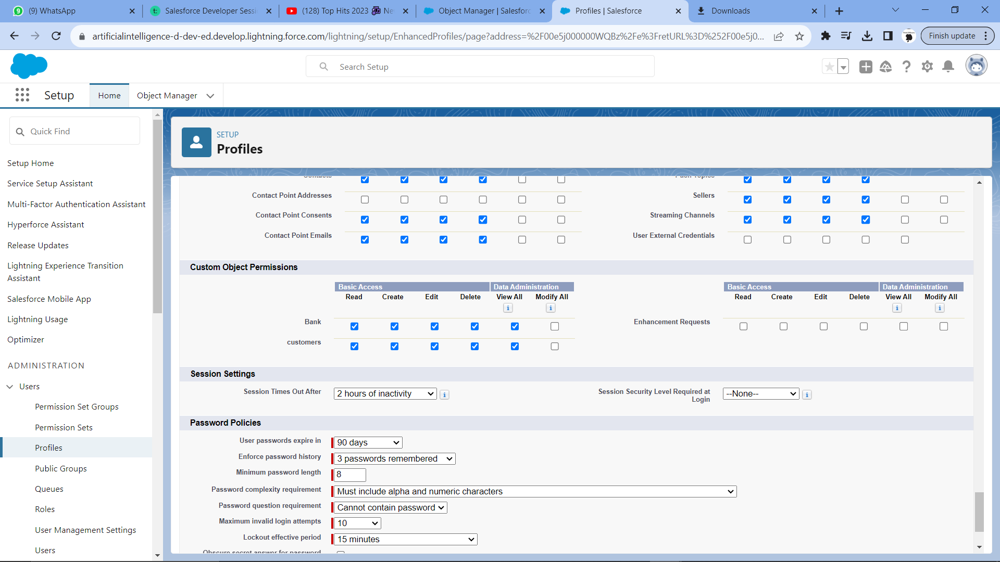 9
(9) WhatsApp
t:
Salesforce Developer Sessi
(128) Top Hits 2023
Ne
Object Manager | Salesforc
Profiles | Salesforce
Downloads
artificialintelligence-d-dev-ed.develop.lightning.force.com/lightning/setup/EnhancedProfiles/page?address=%2F00e5j000000WQBz%2Fe%3FretURL%3D%252F00e5j0...
Finish update
Search Setup
Setup
Home
Object Manager
Quick Find
Setup Home
Service Setup Assistant
Multi-Factor Authentication Assistant
Hyperforce Assistant
Release Updates
Lightning Experience Transition
Assistant
Salesforce Mobile App
Lightning Usage
Optimizer
ADMINISTRATION
Users
Permission Set Groups
Permission Sets
Profiles
Public Groups
Queues
Roles
User Management Settings
Users
SETUP
Profiles
Contacts
Push Topics
Contact Point Addresses
Sellers
Contact Point Consents
Streaming Channels
Contact Point Emails
User External Credentials
Custom Object Permissions
Basic Access
Data Administration
Basic Access
Data Administration
Read Create Edit Delete View All Modify All
Read Create Edit Delete View All Modify All
Bank
Enhancement Requests
customers
Session Settings
Session Times Out After
2 hours of inactivity
Session Security Level Required at
Login
--None--
Password Policies
User passwords expire in
90 days
Enforce password history
3 passwords remembered
Minimum password length
8
Password complexity requirement
Must include alpha and numeric characters
Password question requirement
Cannot contain password
Maximum invalid login attempts
10
Lockout effective period
15 minutes
Obscure secret answer for password